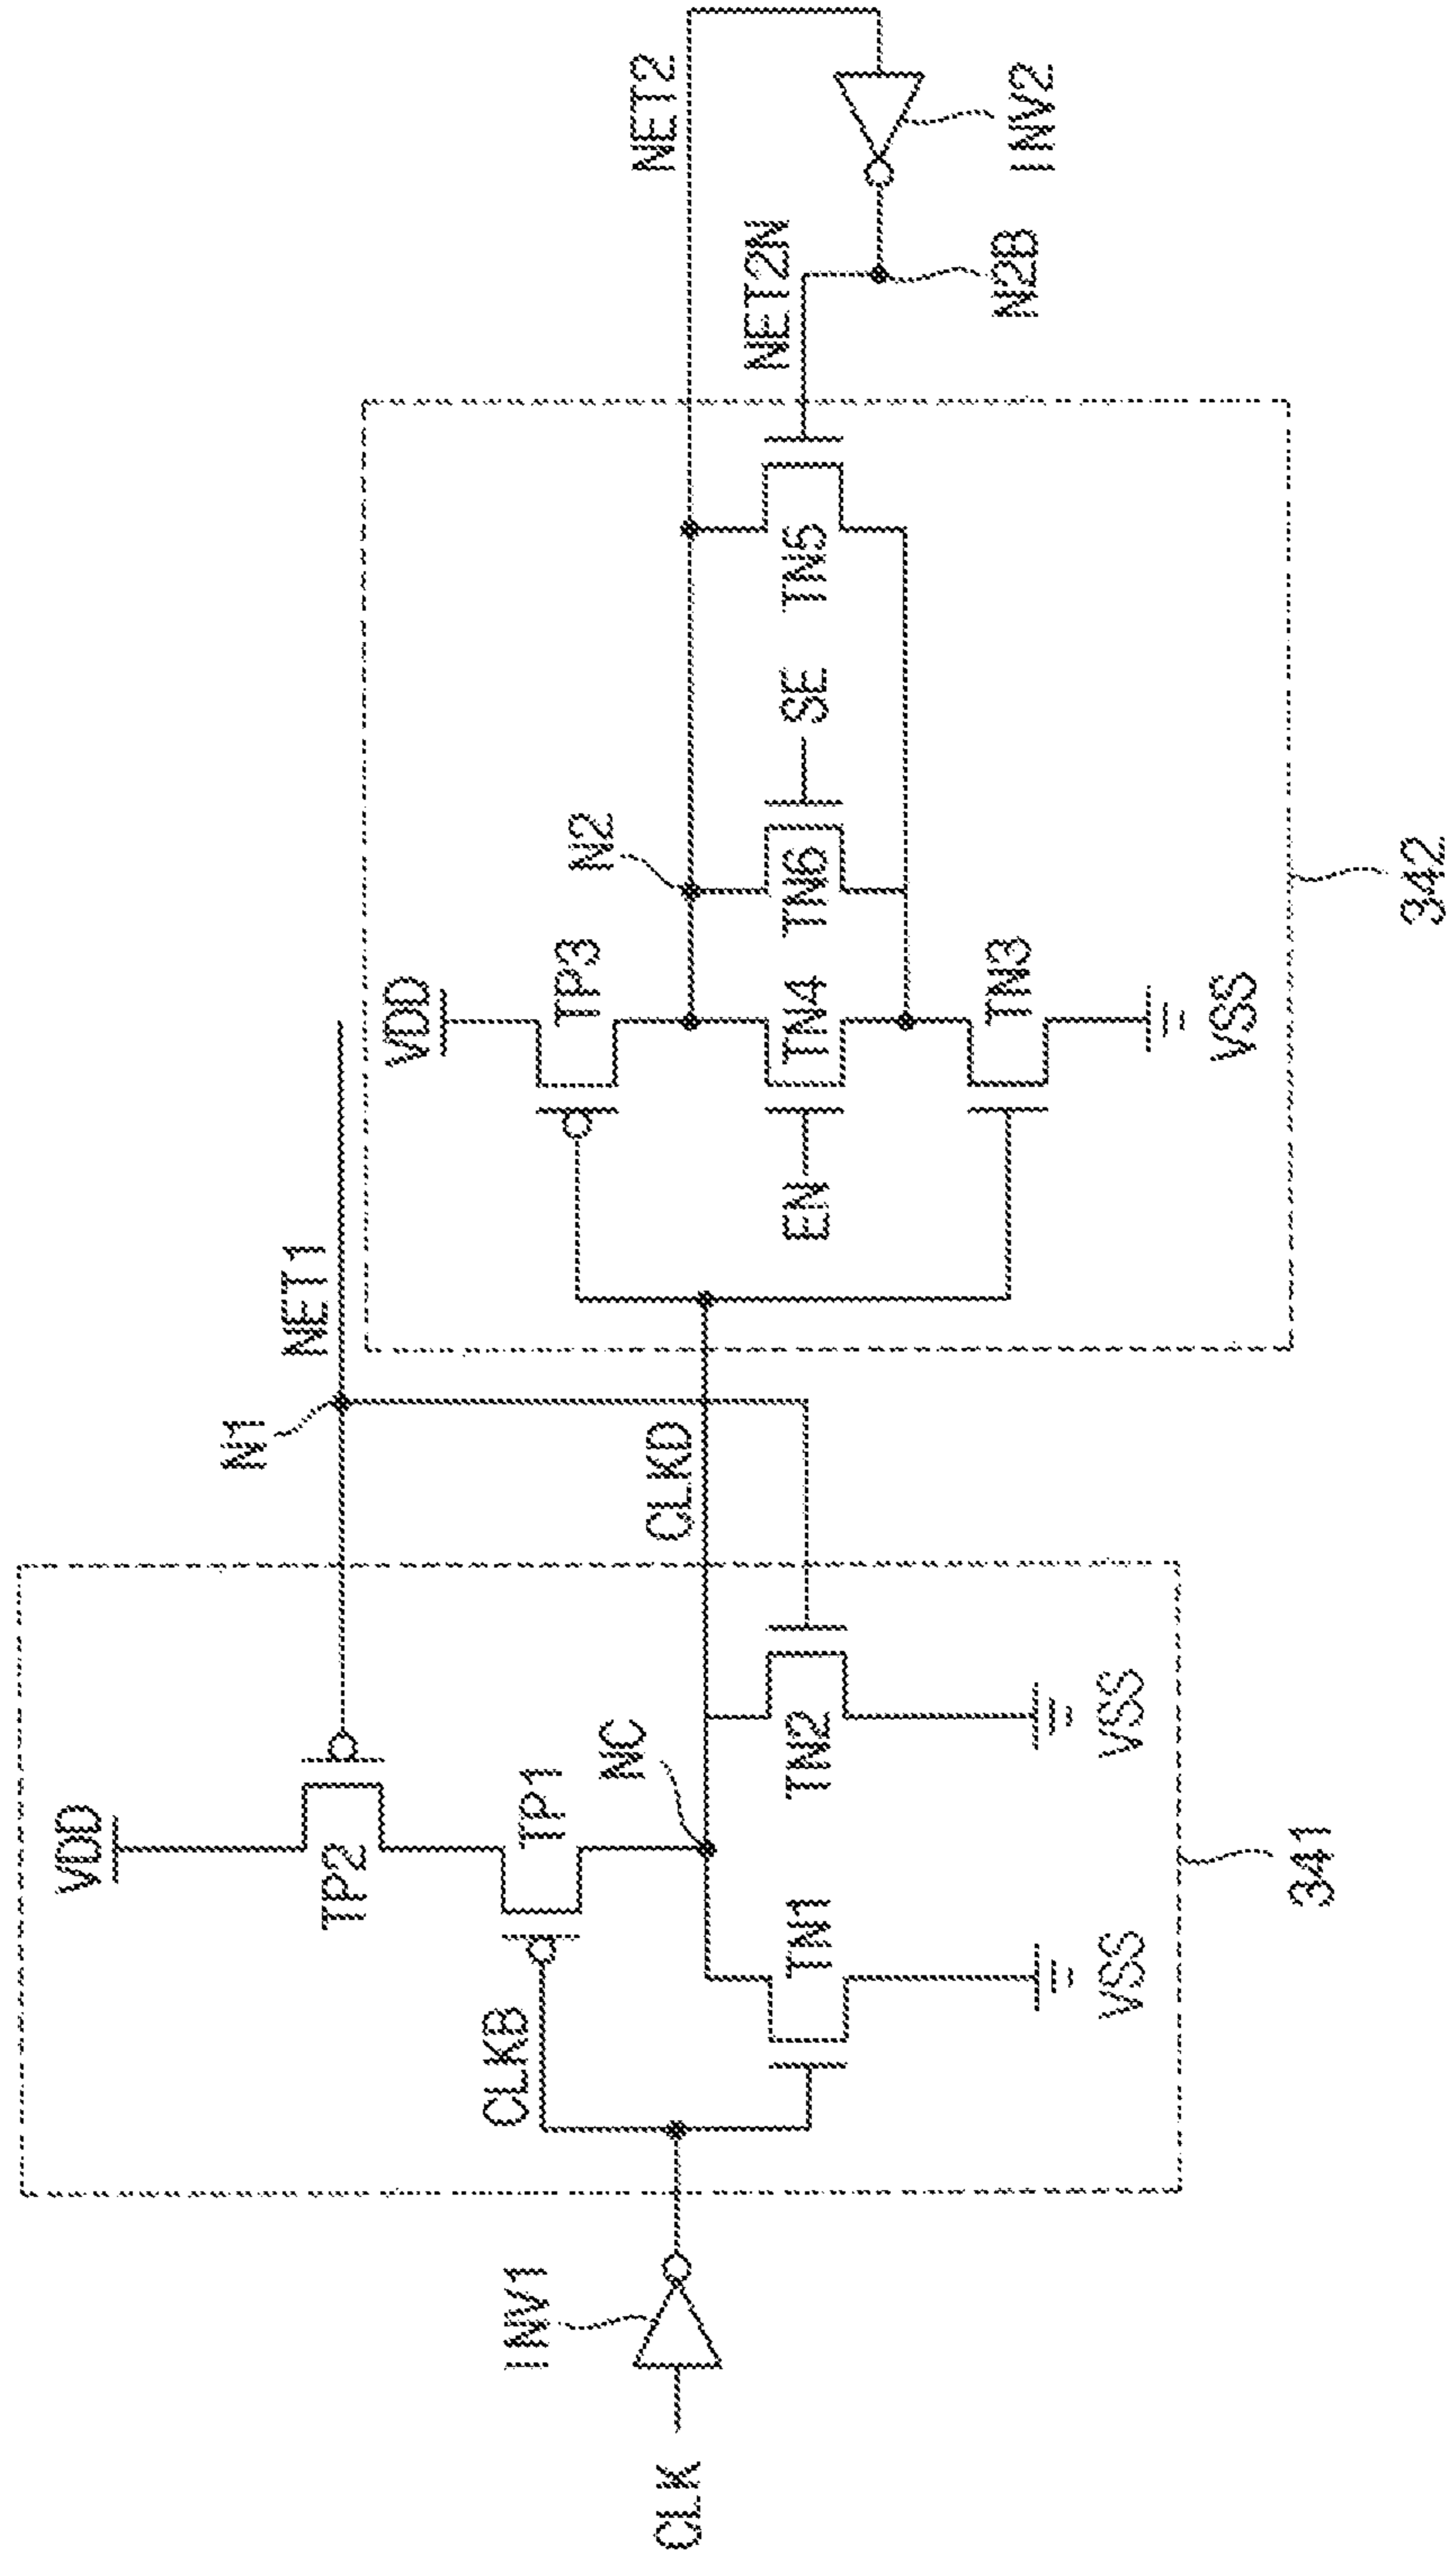 CLK
INV1
CLKB
VDD
TP2
TP1
NC
TN1
VSS
TN2
VSS
341
N1
NET1
CLKD
VDD
TP3
N2
EN
TN4
TN6
SE
TN5
TN3
VSS
342
NET2
NET2N
N2B
INV2